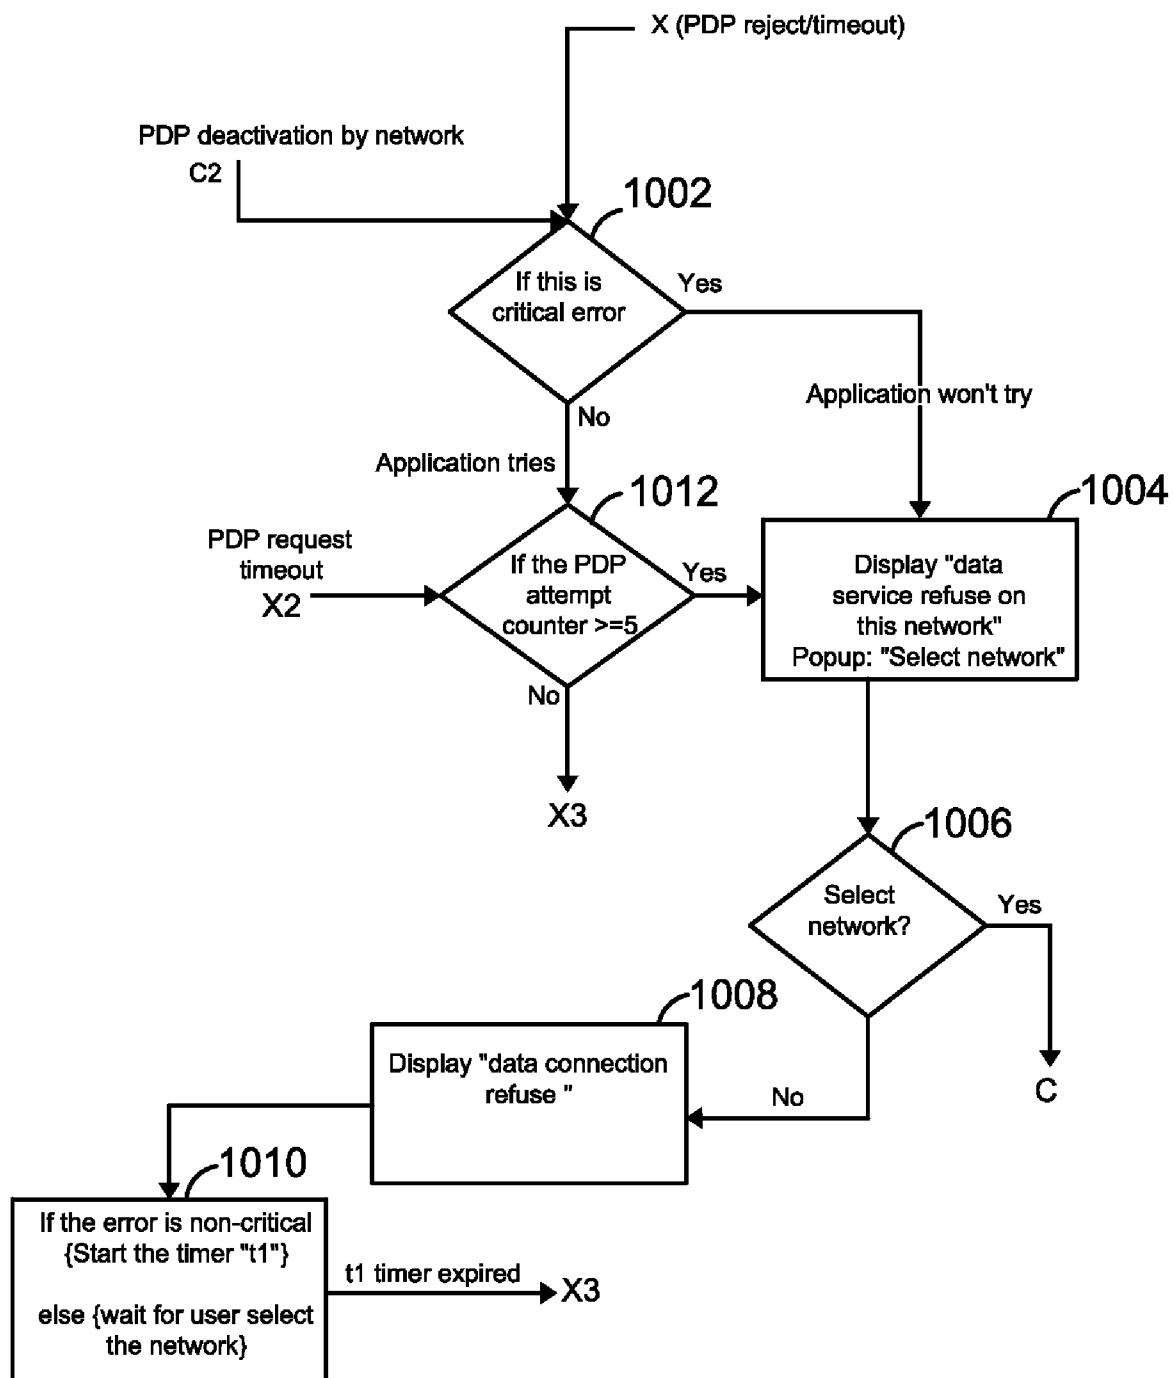 X (PDP reject/timeout)
PDP deactivation by network
C2
1002
If this is
critical error
Yes
Application won't try
No
Application tries
1012
1004
PDP request
timeout
X2
If the PDP
attempt
counter >=5
Yes
Display "data
service refuse on
this network"
Popup: "Select network"
No
X3
1006
Select
network?
Yes
1008
Display "data connection
refuse "
No
C
1010
If the error is non-critical
{Start the timer "t1"}
else {wait for user select
the network}
t1 timer expired
X3